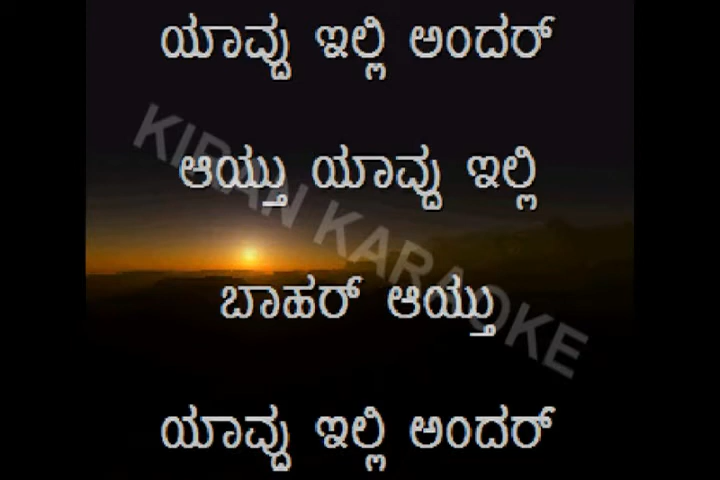 ಯಾವ್ದು ಇಲ್ಲಿ ಅಂದರ್
ಆಯ್ತು ಯಾವ್ದು ಇಲ್ಲಿ
ಬಾಹರ್ ಆಯ್ತು
ಯಾವ್ದು ಇಲ್ಲಿ ಅಂದರ್
KIRAN KARAOKE